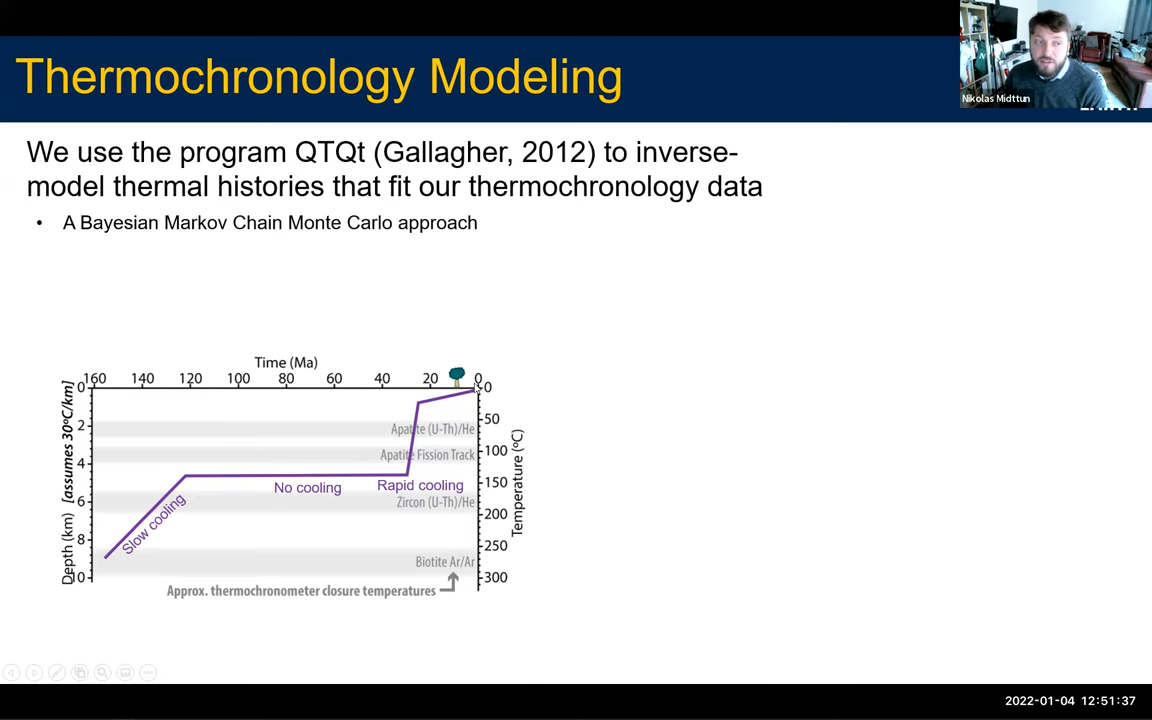 Thermochronology Modeling
Nikolas Midttun
We use the program QTQt (Gallagher, 2012) to inverse-
model thermal histories that fit our thermochronology data
• A Bayesian Markov Chain Monte Carlo approach
Time (Ma)
160 140 120 100 80 60 40 20 0
Depth (km) [assumes 30ºC/km]
0
2
4
6
8
10
Temperature (ºC)
0
50
100
150
200
250
300
Apatite (U-Th)/He
Apatite Fission Track
Zircon (U-Th)/He
Biotite Ar/Ar
Slow cooling
No cooling
Rapid cooling
Approx. thermochronometer closure temperatures
2022-01-04 12:51:37